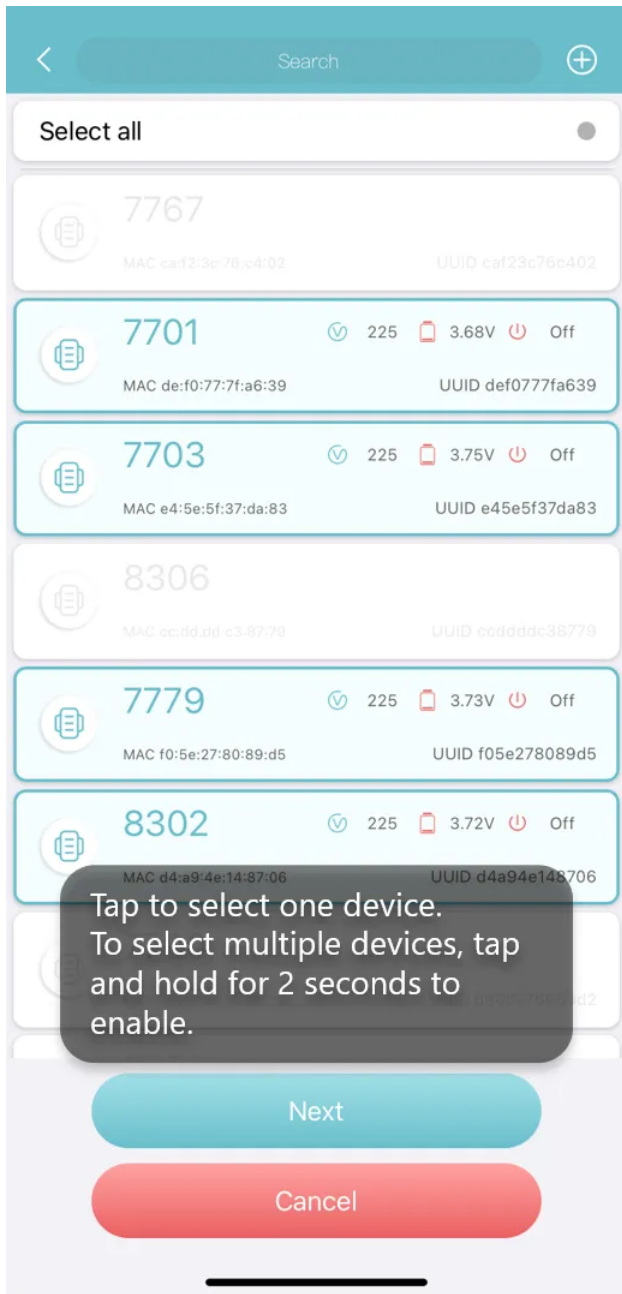 Search
Select all
7767
MAC ca:f2:3c:76:c4:02 UUID caf23c76c402
7701 225 3.68V Off
MAC de:f0:77:7f:a6:39 UUID def0777fa639
7703 225 3.75V Off
MAC e4:5e:5f:37:da:83 UUID e45e5f37da83
8306
MAC cc:dd:dd:c3:87:79 UUID ccddddc38779
7779 225 3.73V Off
MAC f0:5e:27:80:89:d5 UUID f05e278089d5
8302 225 3.72V Off
MAC d4:a9:4e:14:87:06 UUID d4a94e148706
Tap to select one device.
To select multiple devices, tap
and hold for 2 seconds to
enable.
Next
Cancel